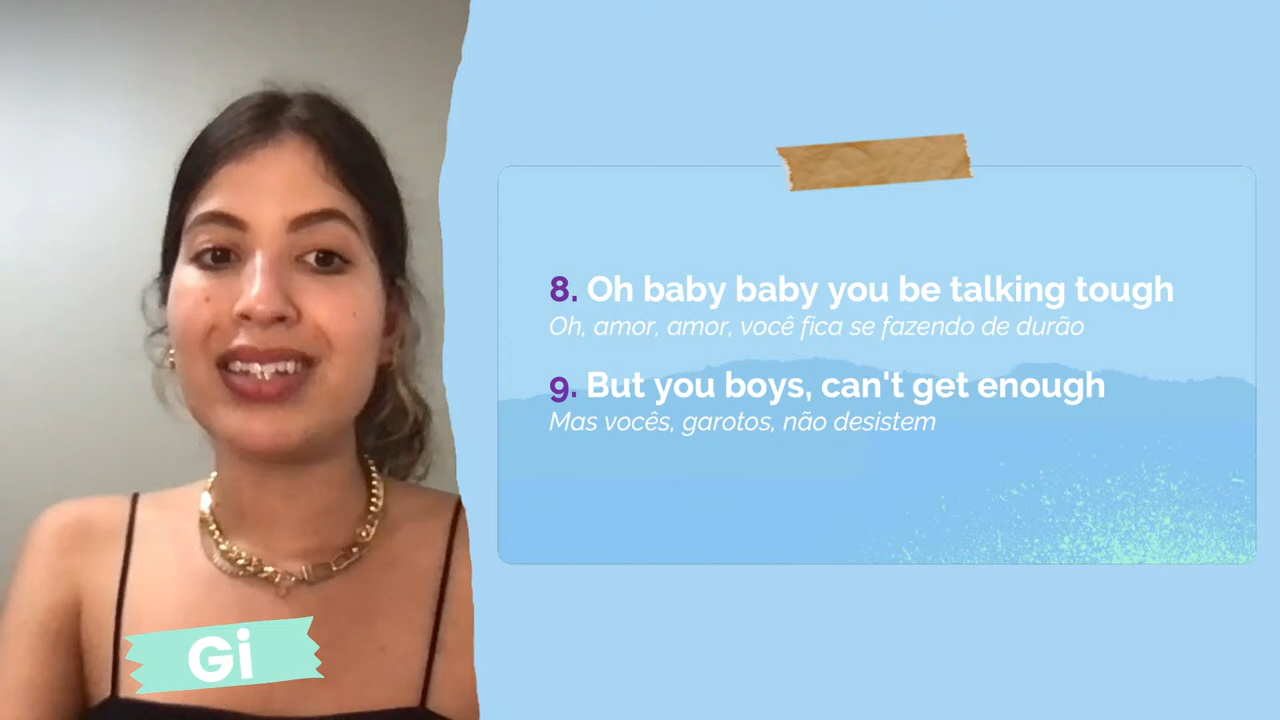 8. Oh baby baby you be talking tough
Oh, amor, amor, você fica se fazendo de durão
9. But you boys, can't get enough
Mas vocês, garotos, não desistem
Gi